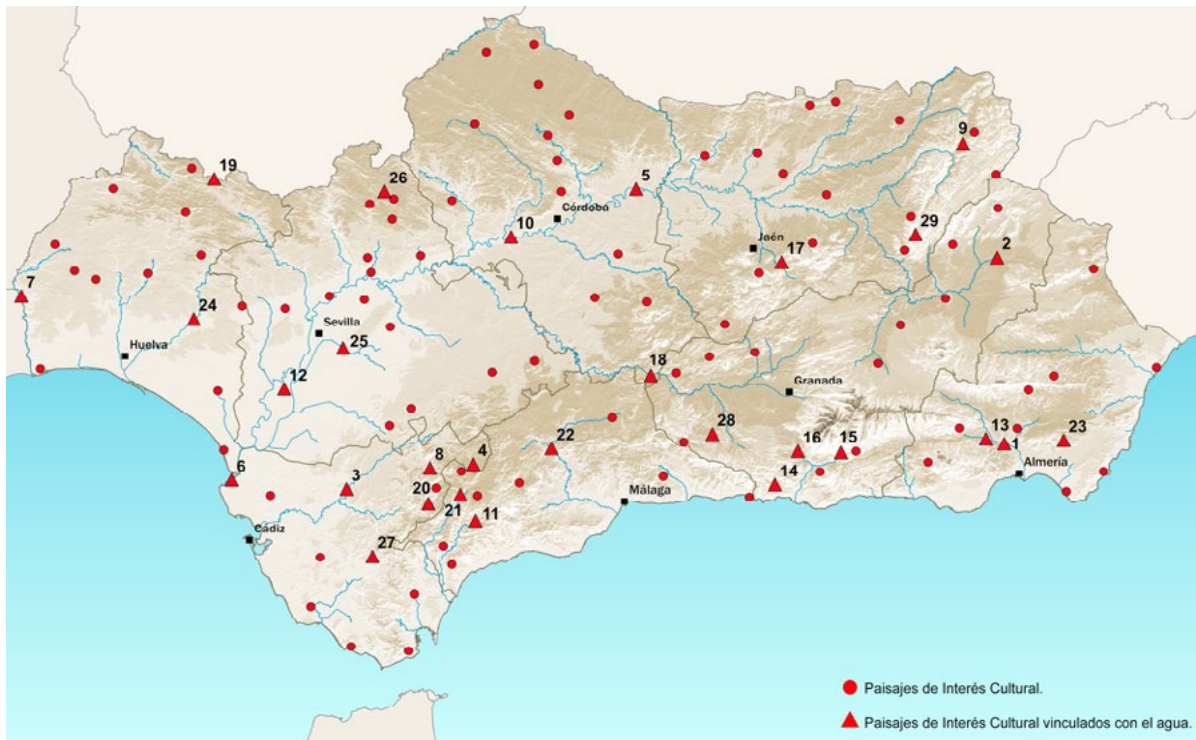 9
19
26
5
Córdoba
10
29
Jaén
17
2
7
24
Sevilla
25
Huelva
18
12
Granada
28
22
16
15
13
1
23
8
4
6
3
14
Almería
20
21
Málaga
11
Cádiz
27
Paisajes de Interés Cultural.
Paisajes de Interés Cultural vinculados con el agua.